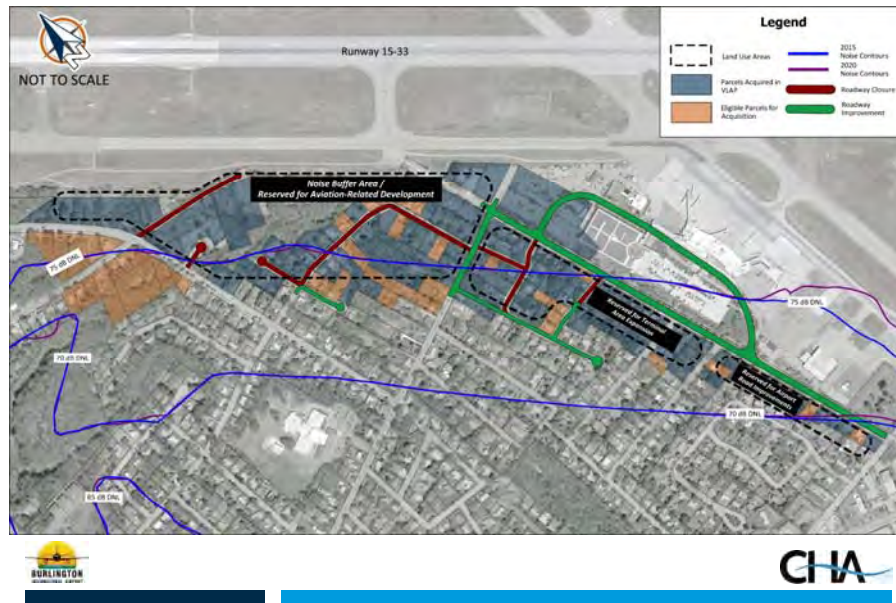 NOT TO SCALE
Runway 15-33
Legend
Land Use Areas
Parcels Acquired in
VLAP
Eligible Parcels for
Acquisition
2015
Noise Contours
2020
Noise Contours
Roadway Closure
Roadway
Improvement
Noise Buffer Area /
Reserved for Aviation-Related Development
75 dB DNL
75 dB DNL
Reserved for Terminal
Area Expansion
70 dB DNL
Reserved for Airport
Road Improvements
70 dB DNL
65 dB DNL
BURLINGTON
INTERNATIONAL AIRPORT
CHA